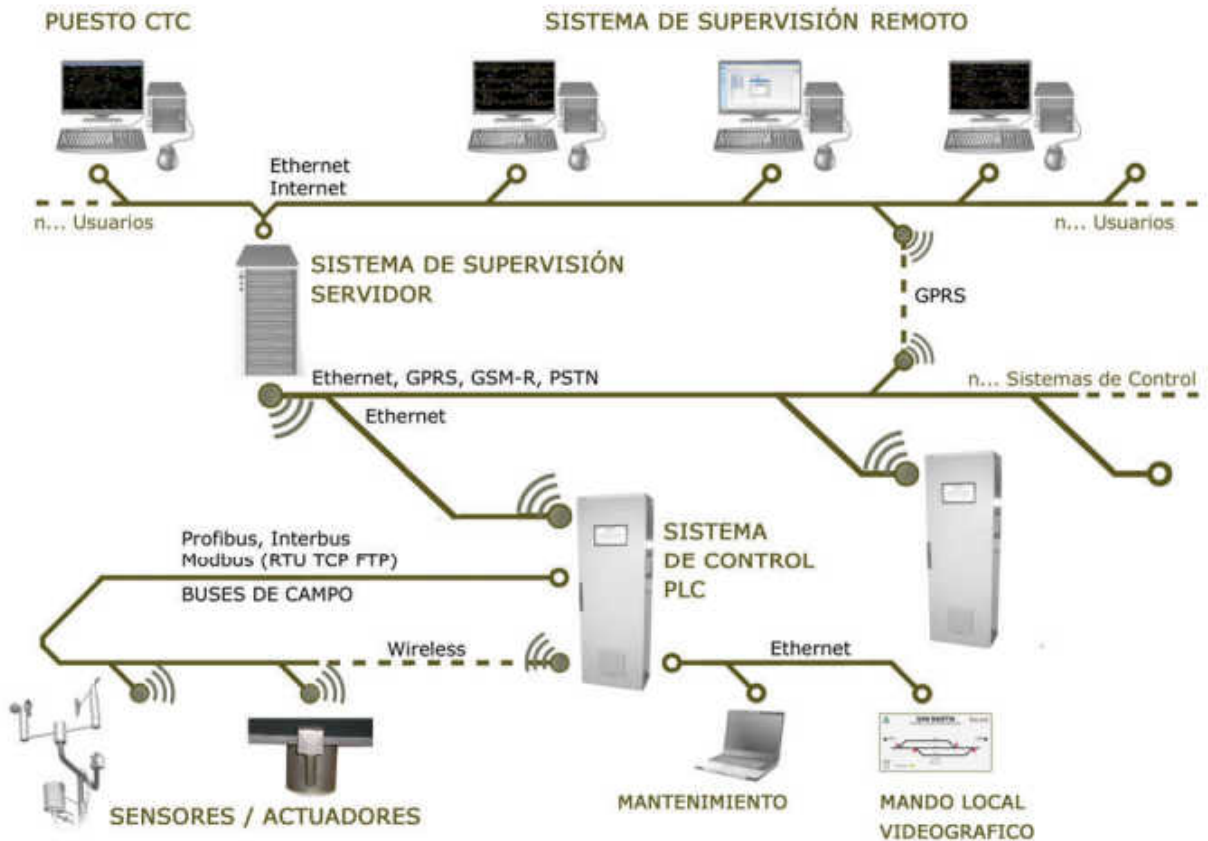 PUESTO CTC
SISTEMA DE SUPERVISIÓN REMOTO
Ethernet
Internet
n... Usuarios
n... Usuarios
SISTEMA DE SUPERVISIÓN
SERVIDOR
GPRS
Ethernet, GPRS, GSM-R, PSTN
n... Sistemas de Control
Ethernet
Profibus, Interbus
Modbus (RTU TCP FTP)
BUSES DE CAMPO
SISTEMA
DE CONTROL
PLC
Wireless
Ethernet
SENSORES / ACTUADORES
MANTENIMIENTO
MANDO LOCAL
VIDEOGRAFICO